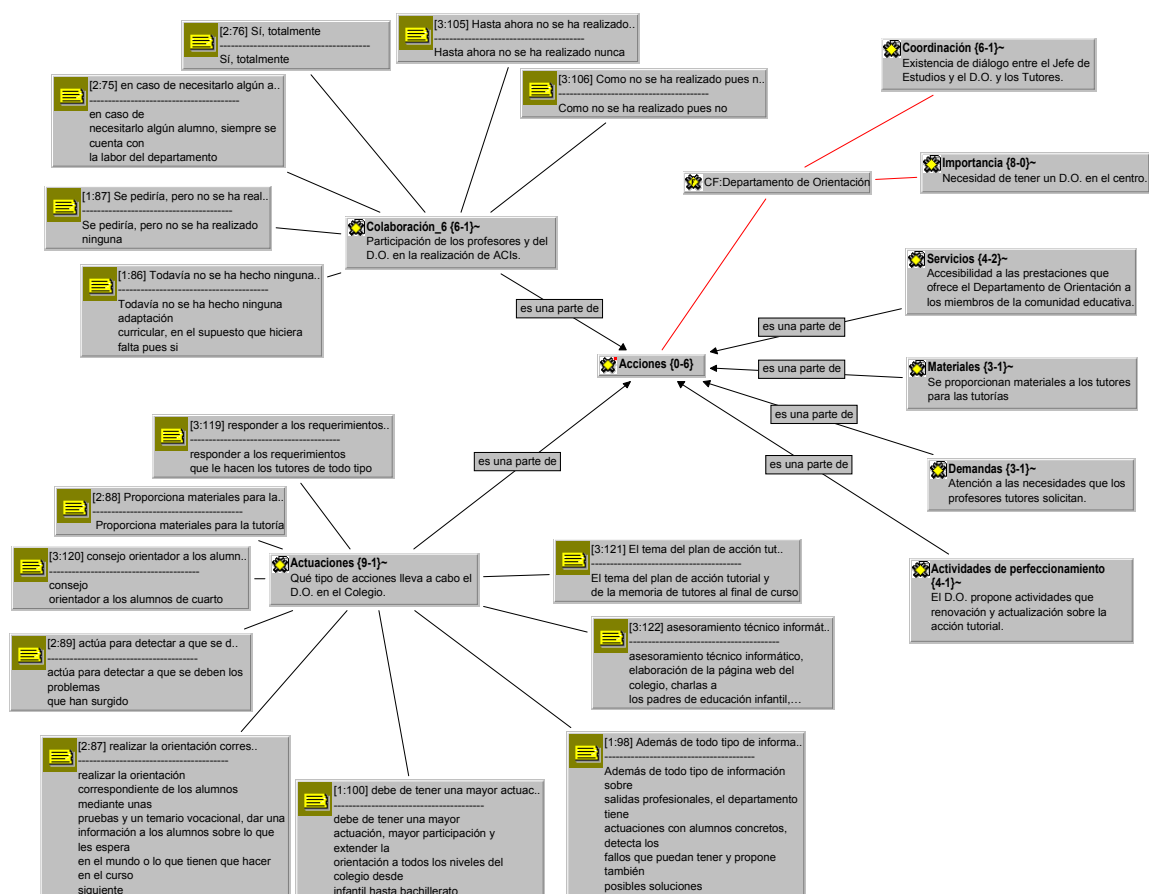 [2:76] Sí, totalmente
----------------------------------------
Sí, totalmente
[3:105] Hasta ahora no se ha realizado..
----------------------------------------
Hasta ahora no se ha realizado nunca
[3:106] Como no se ha realizado pues n..
----------------------------------------
Como no se ha realizado pues no
[2:75] en caso de necesitarlo algún a..
----------------------------------------
en caso de
necesitarlo algún alumno, siempre se
cuenta con
la labor del departamento
[1:87] Se pediría, pero no se ha real..
----------------------------------------
Se pediría, pero no se ha realizado
ninguna
[1:86] Todavía no se ha hecho ninguna..
----------------------------------------
Todavía no se ha hecho ninguna
adaptación
curricular, en el supuesto que hiciera
falta pues si
Colaboración_6 {6-1}~
Participación de los profesores y del
D.O. en la realización de ACIs.
Coordinación {6-1}~
Existencia de diálogo entre el Jefe de
Estudios y el D.O. y los Tutores.
CF:Departamento de Orientación
Importancia {8-0}~
Necesidad de tener un D.O. en el centro.
Servicios {4-2}~
Accesibilidad a las prestaciones que
ofrece el Departamento de Orientación a
los miembros de la comunidad educativa.
es una parte de
es una parte de
Acciones {0-6}
es una parte de
Materiales {3-1}~
Se proporcionan materiales a los tutores
para las tutorías
es una parte de
Demandas {3-1}~
Atención a las necesidades que los
profesores tutores solicitan.
es una parte de
es una parte de
Actividades de perfeccionamiento
{4-1}~
El D.O. propone actividades que
renovación y actualización sobre la
acción tutorial.
[3:119] responder a los requerimientos..
----------------------------------------
responder a los requerimientos
que le hacen los tutores de todo tipo
[2:88] Proporciona materiales para la..
----------------------------------------
Proporciona materiales para la tutoría
[3:120] consejo orientador a los alumn..
----------------------------------------
consejo
orientador a los alumnos de cuarto
Actuaciones {9-1}~
Qué tipo de acciones lleva a cabo el
D.O. en el Colegio.
[3:121] El tema del plan de acción tut..
----------------------------------------
El tema del plan de acción tutorial y
de la memoria de tutores al final de curso
[3:122] asesoramiento técnico informát..
----------------------------------------
asesoramiento técnico informático,
elaboración de la página web del
colegio, charlas a
los padres de educación infantil,…
[2:89] actúa para detectar a que se d..
----------------------------------------
actúa para detectar a que se deben los
problemas
que han surgido
[2:87] realizar la orientación corres..
----------------------------------------
realizar la orientación
correspondiente de los alumnos
mediante unas
pruebas y un temario vocacional, dar una
información a los alumnos sobre lo que
les espera
en el mundo o lo que tienen que hacer
en el curso
siguiente
[1:100] debe de tener una mayor actuac..
----------------------------------------
debe de tener una mayor
actuación, mayor participación y
extender la
orientación a todos los niveles del
colegio desde
infantil hasta bachillerato
[1:98] Además de todo tipo de informa..
----------------------------------------
Además de todo tipo de información
sobre
salidas profesionales, el departamento
tiene
actuaciones con alumnos concretos,
detecta los
fallos que puedan tener y propone
también
posibles soluciones